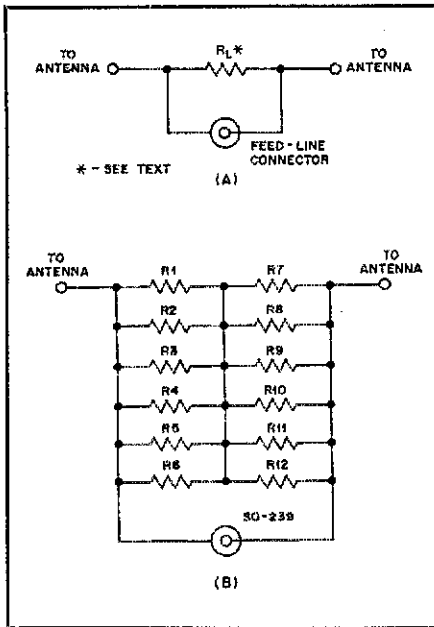 TO
ANTENNA
RL*
TO
ANTENNA
FEED-LINE
CONNECTOR
*-SEE TEXT
(A)
TO
ANTENNA
TO
ANTENNA
R1
R7
R2
R8
R3
R9
R4
R10
R5
R11
R6
R12
SO-239
(B)